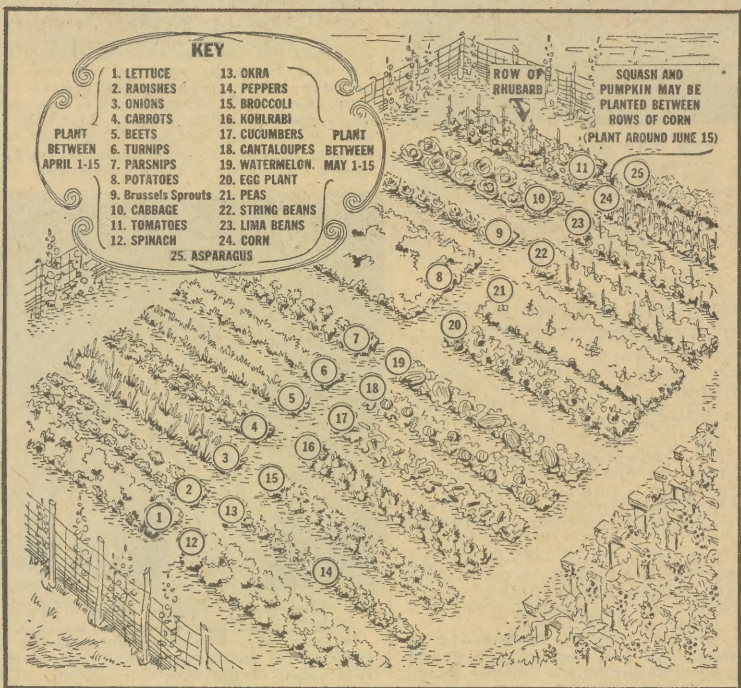 KEY
1. LETTUCE
2. RADISHES
3. ONIONS
4. CARROTS
5. BEETS
6. TURNIPS
7. PARSNIPS
8. POTATOES
9. Brussels Sprouts
10. CABBAGE
11. TOMATOES
12. SPINACH
13. OKRA
14. PEPPERS
15. BROCCOLI
16. KOHLRABI
17. CUCUMBERS
18. CANTALOUPES
19. WATERMELON.
20. EGG PLANT
21. PEAS
22. STRING BEANS
23. LIMA BEANS
24. CORN
25. ASPARAGUS
PLANT
BETWEEN
APRIL 1-15
PLANT
BETWEEN
MAY 1-15
ROW OF
RHUBARB
SQUASH AND
PUMPKIN MAY BE
PLANTED BETWEEN
ROWS OF CORN
(PLANT AROUND JUNE 15)
11
25
10
24
9
23
22
8
21
20
7
19
6
18
5
17
4
16
3
15
2
13
1
12
14